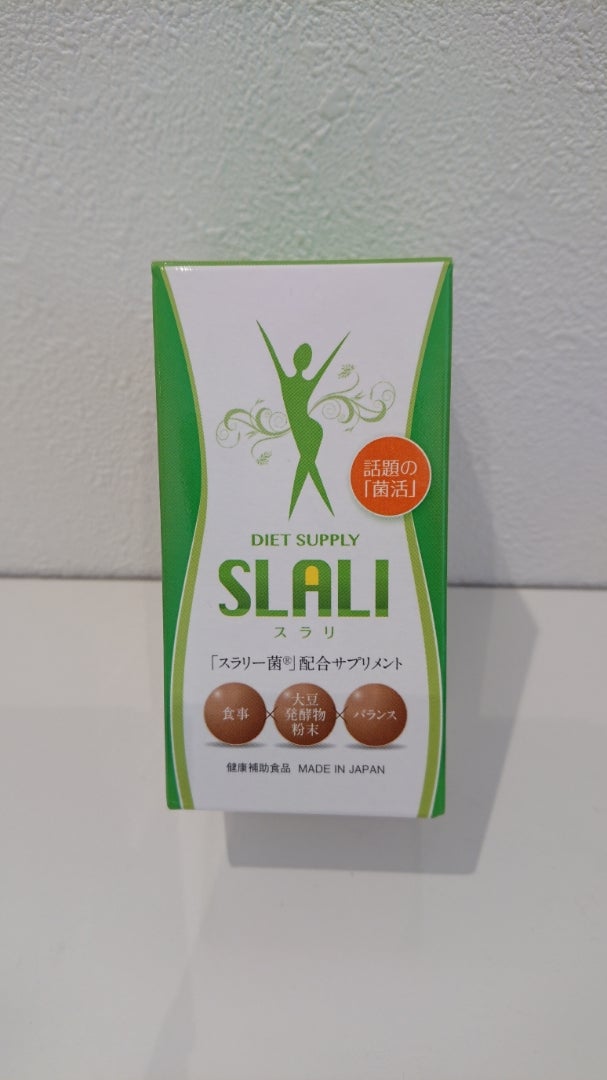 話題の
「菌活」
DIET SUPPLY
SLALI
スラリ
「スラリー菌®」配合サプリメント
食事×大豆発酵物粉末×バランス
健康補助食品 MADE IN JAPAN